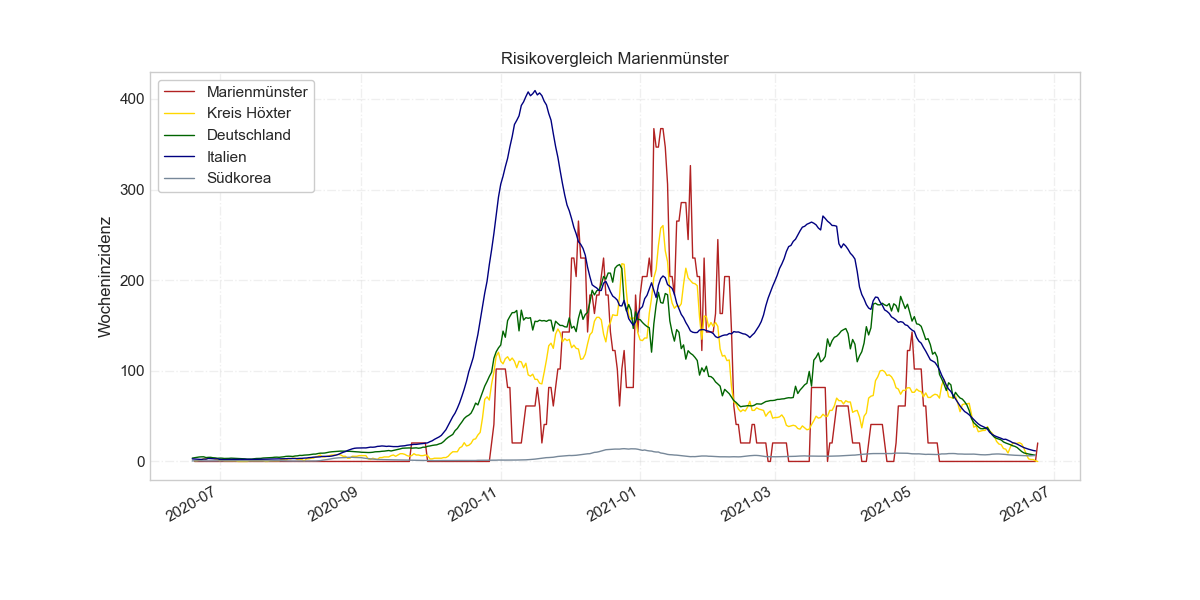 Risikovergleich Marienmünster
Wocheninzidenz
400
300
200
100
0
Marienmünster
Kreis Höxter
Deutschland
Italien
Südkorea
2020-07
2020-09
2020-11
2021-01
2021-03
2021-05
2021-07